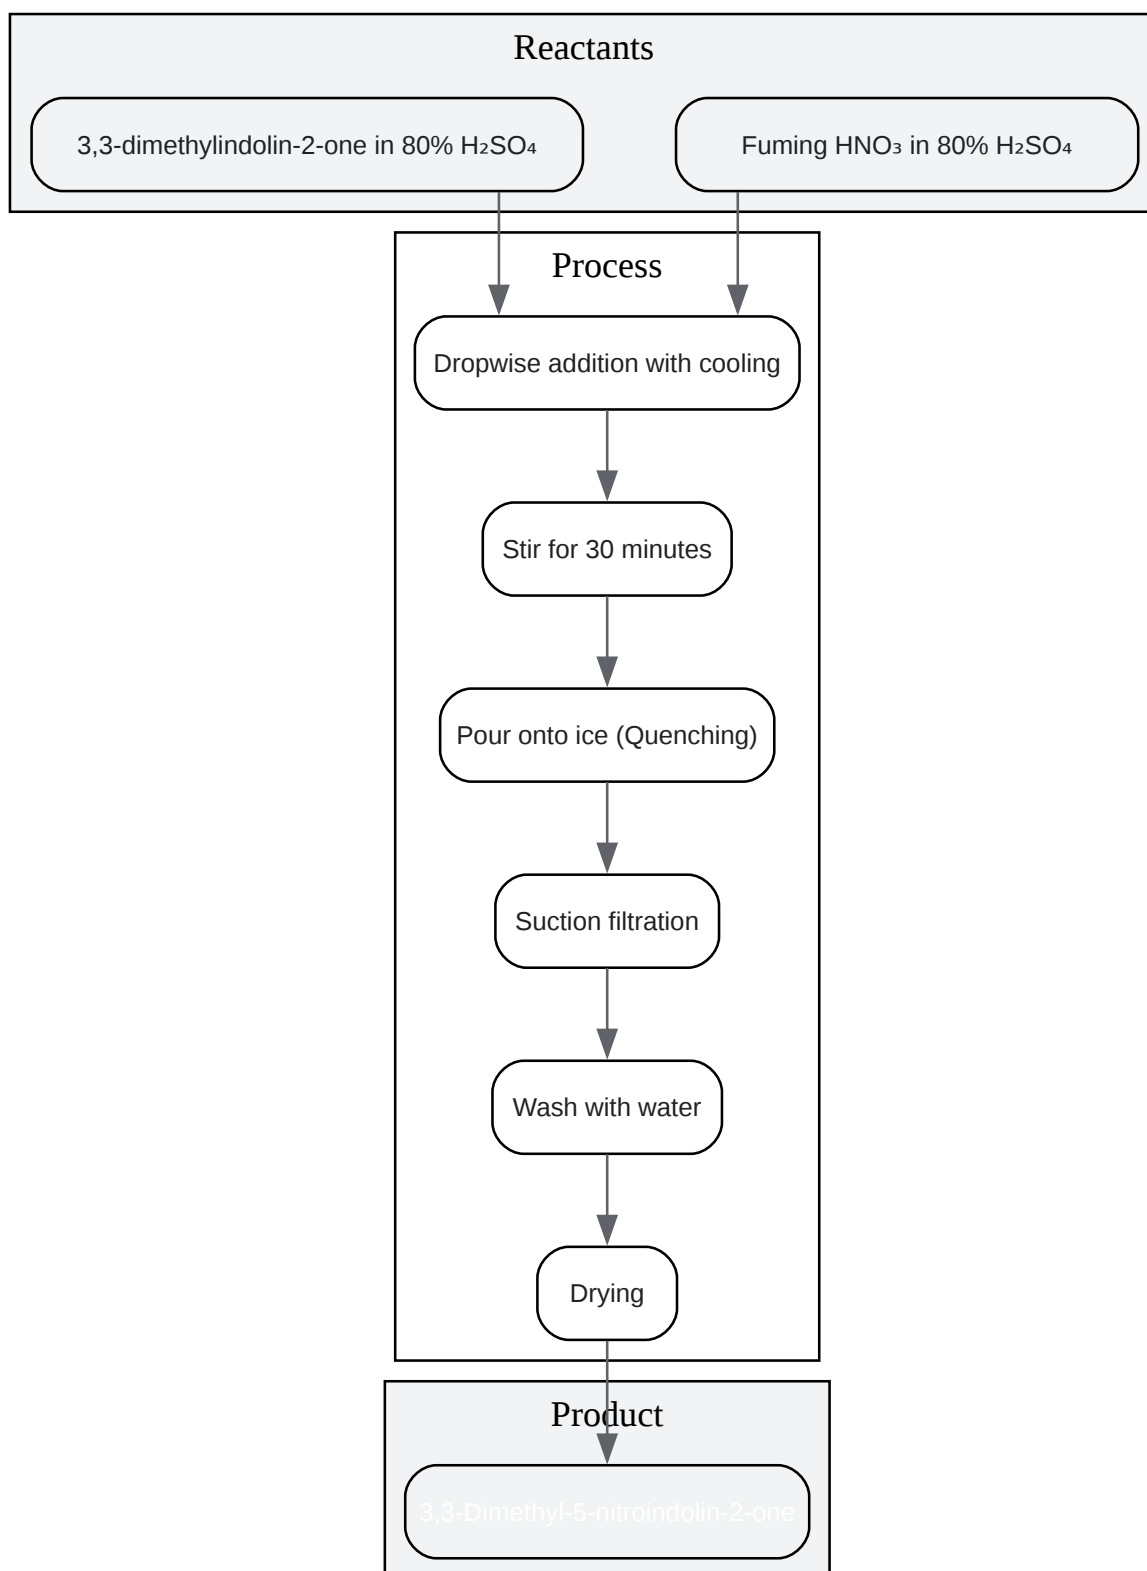 Reactants
3,3-dimethylindolin-2-one in 80% H₂SO₄
Fuming HNO₃ in 80% H₂SO₄
Process
Dropwise addition with cooling
Stir for 30 minutes
Pour onto ice (Quenching)
Suction filtration
Wash with water
Drying
Product
3,3-Dimethyl-5-nitroindolin-2-one